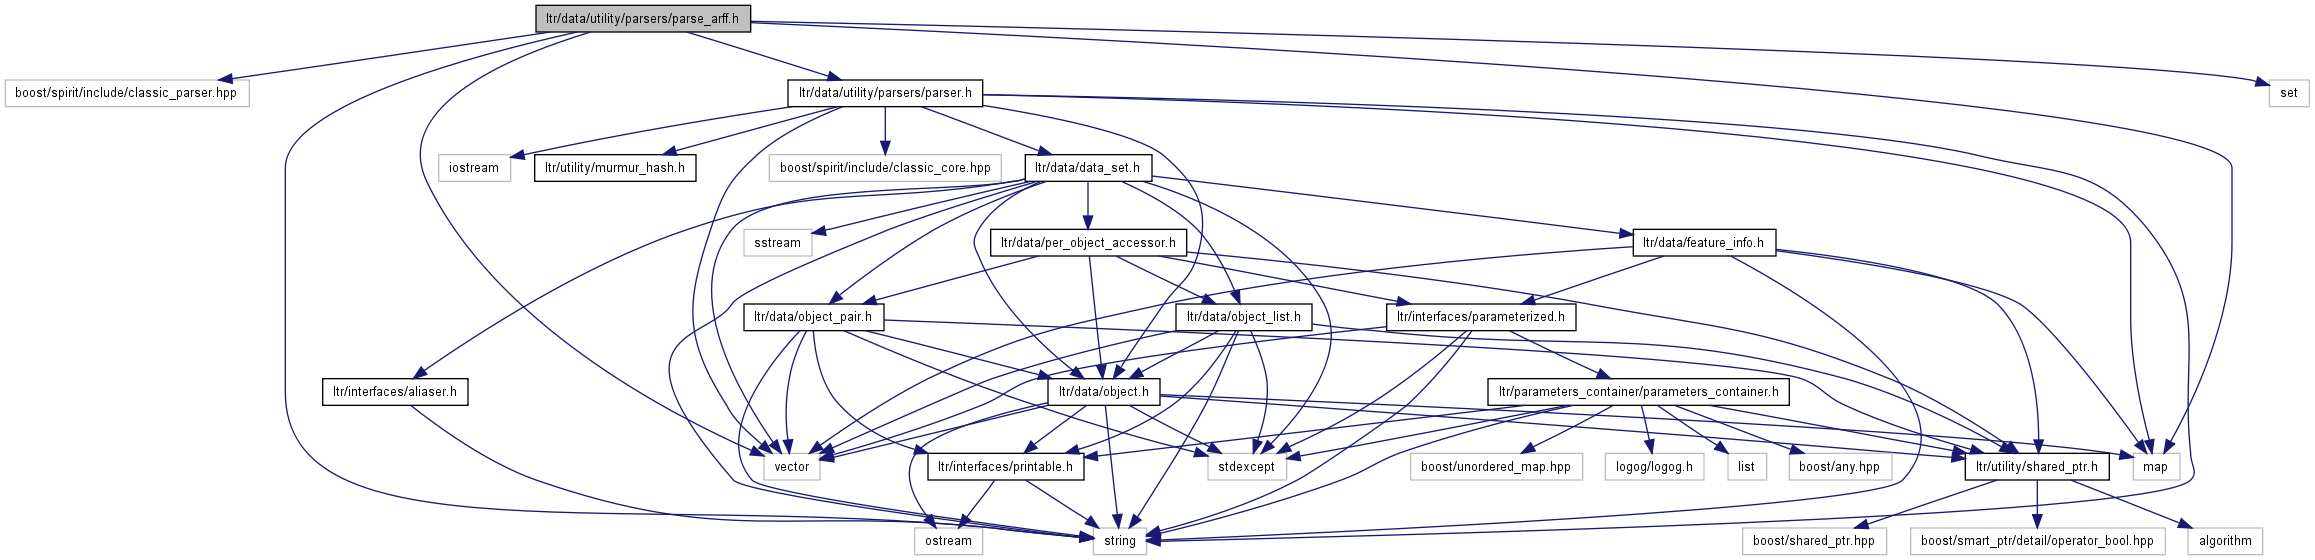 ltr/data/utility/parsers/parse_arff.h
boost/spirit/include/classic_parser.hpp
ltr/data/utility/parsers/parser.h
set
iostream
ltr/utility/murmur_hash.h
boost/spirit/include/classic_core.hpp
ltr/data/data_set.h
sstream
ltr/data/per_object_accessor.h
ltr/data/feature_info.h
ltr/data/object_pair.h
ltr/data/object_list.h
ltr/interfaces/parameterized.h
ltr/interfaces/aliaser.h
ltr/data/object.h
ltr/parameters_container/parameters_container.h
vector
ltr/interfaces/printable.h
stdexcept
boost/unordered_map.hpp
logog/logog.h
list
boost/any.hpp
ltr/utility/shared_ptr.h
map
ostream
string
boost/shared_ptr.hpp
boost/smart_ptr/detail/operator_bool.hpp
algorithm